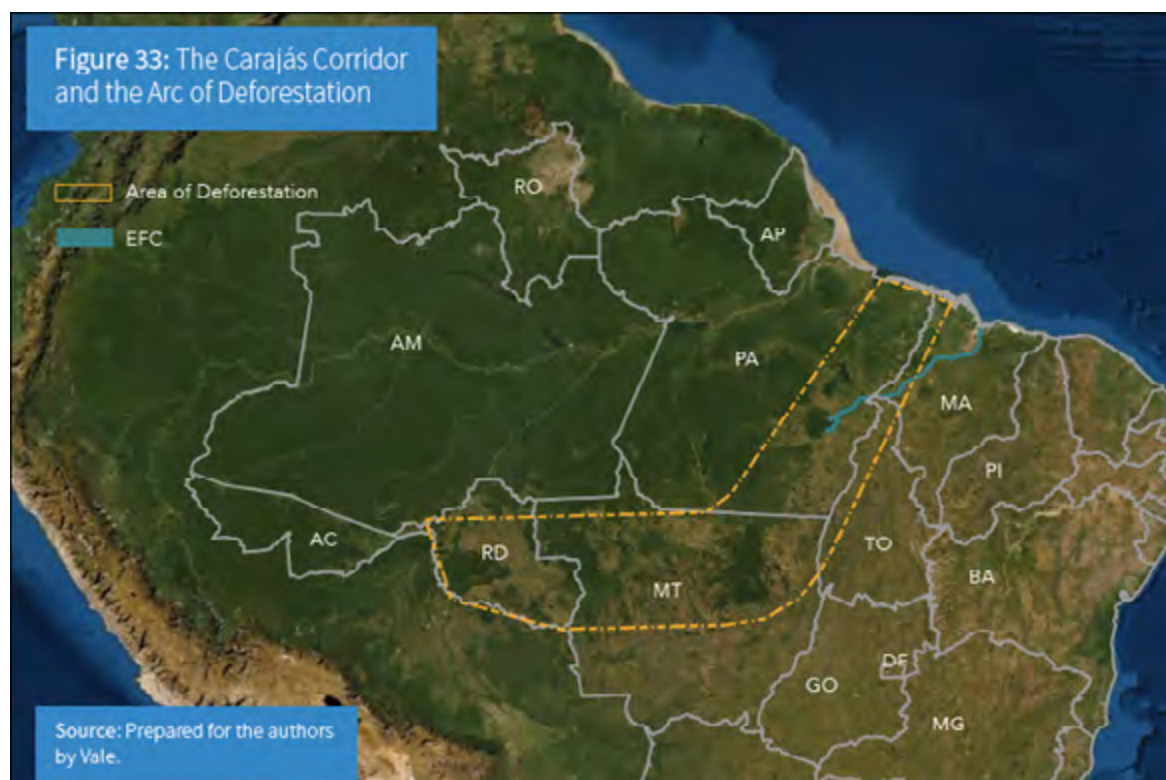 Figure 33: The Carajás Corridor
and the Arc of Deforestation
Area of Deforestation
EFC
RO
AP
AM
PA
MA
PI
AC
RD
MT
TO
BA
DF
GO
MG
Source: Prepared for the authors
by Vale.